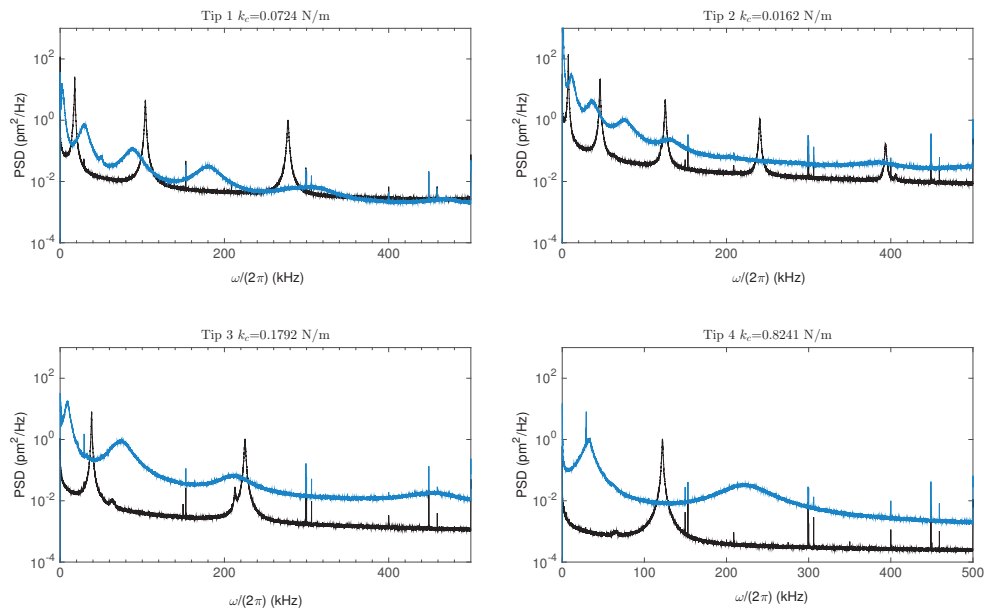 Tip 1 k_c=0.0724 N/m
10^2
10^0
10^-2
10^-4
PSD (pm^2/Hz)
0
200
400
ω/(2π) (kHz)
Tip 2 k_c=0.0162 N/m
10^2
10^0
10^-2
10^-4
PSD (pm^2/Hz)
0
200
400
ω/(2π) (kHz)
Tip 3 k_c=0.1792 N/m
10^2
10^0
10^-2
10^-4
PSD (pm^2/Hz)
0
200
400
ω/(2π) (kHz)
Tip 4 k_c=0.8241 N/m
10^2
10^0
10^-2
10^-4
PSD (pm^2/Hz)
0
100
200
300
400
500
ω/(2π) (kHz)